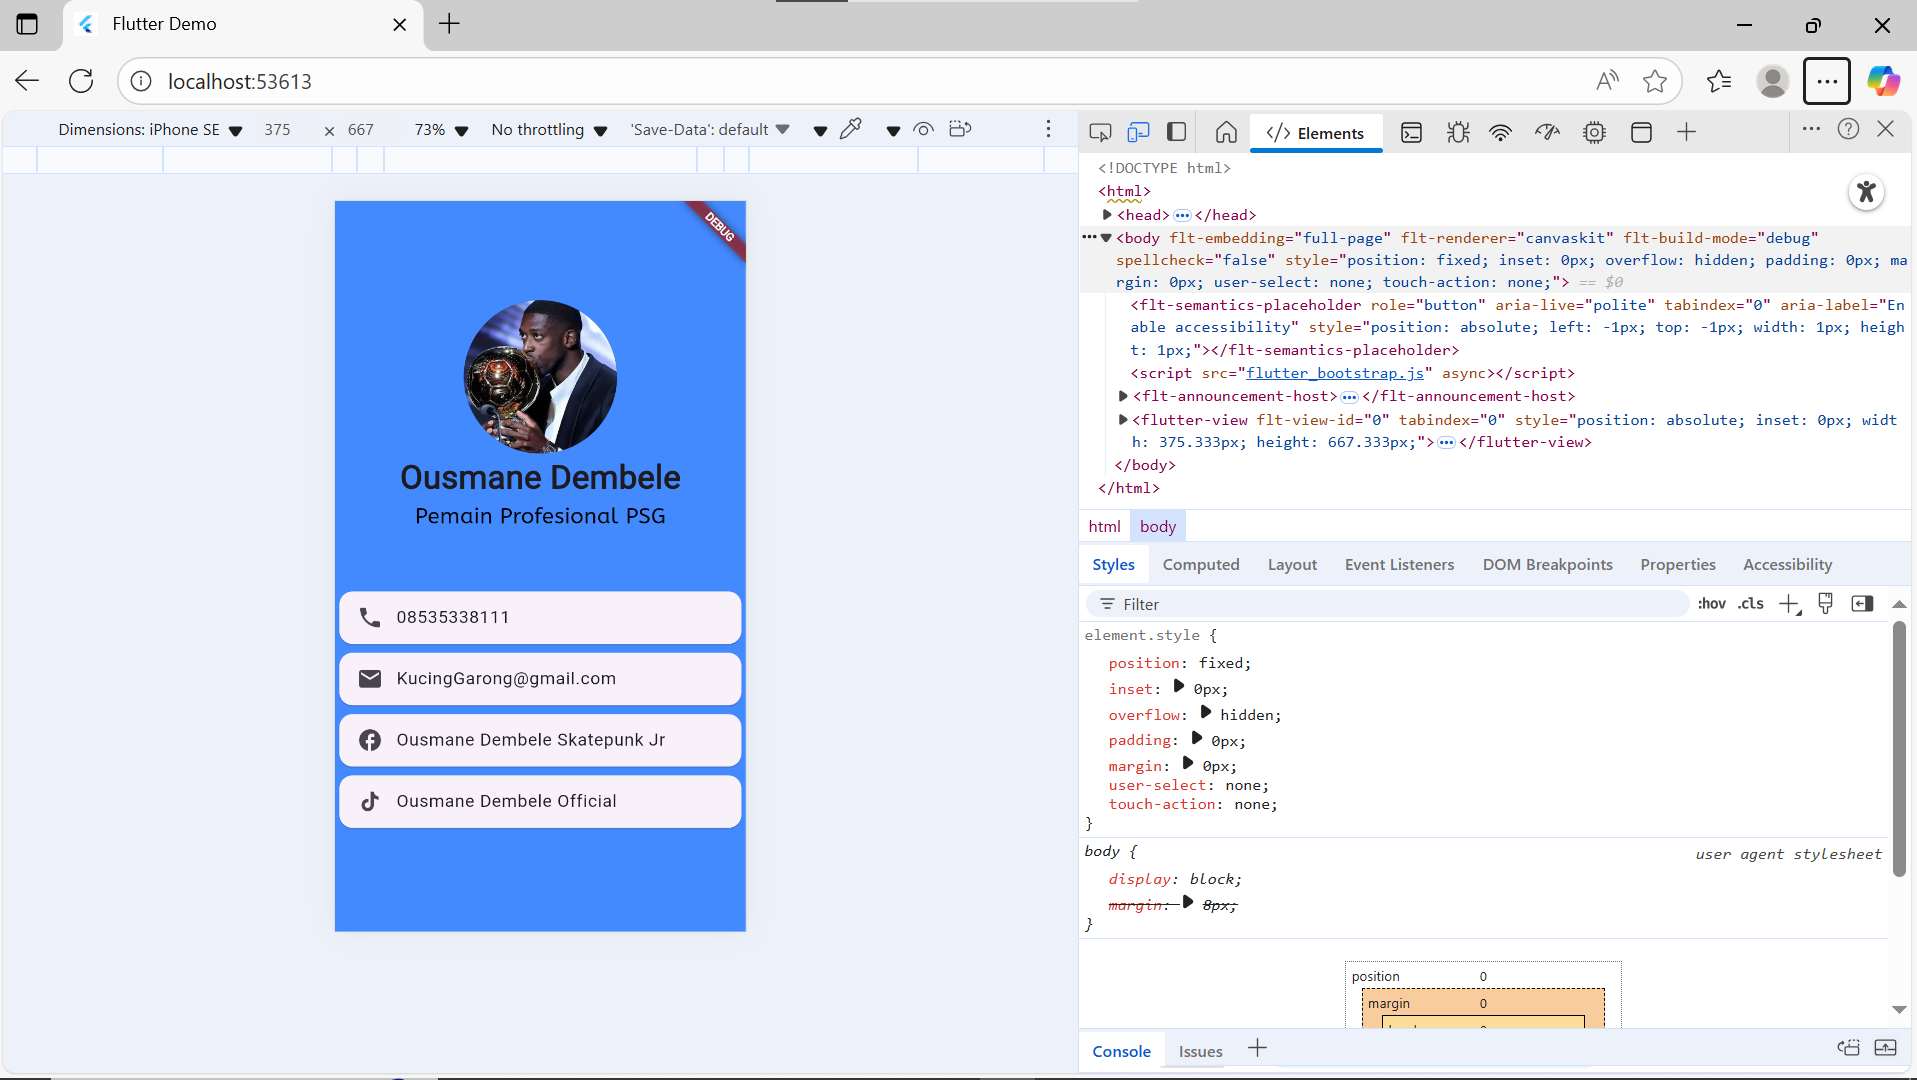 Flutter Demo
localhost:53613
Dimensions: iPhone SE 375 × 667 73% No throttling 'Save-Data': default
DEBUG
Ousmane Dembele
Pemain Profesional PSG
08535338111
KucingGarong@gmail.com
Ousmane Dembele Skatepunk Jr
Ousmane Dembele Official
</> Elements
<!DOCTYPE html>
<html>
<head> ••• </head>
••• <body flt-embedding="full-page" flt-renderer="canvaskit" flt-build-mode="debug"
spellcheck="false" style="position: fixed; inset: 0px; overflow: hidden; padding: 0px; ma
rgin: 0px; user-select: none; touch-action: none;"> == $0
<flt-semantics-placeholder role="button" aria-live="polite" tabindex="0" aria-label="En
able accessibility" style="position: absolute; left: -1px; top: -1px; width: 1px; heigh
t: 1px;"></flt-semantics-placeholder>
<script src="flutter_bootstrap.js" async></script>
<flt-announcement-host> ••• </flt-announcement-host>
<flutter-view flt-view-id="0" tabindex="0" style="position: absolute; inset: 0px; widt
h: 375.333px; height: 667.333px;"> ••• </flutter-view>
</body>
</html>
html body
Styles Computed Layout Event Listeners DOM Breakpoints Properties Accessibility
Filter :hov .cls
element.style {
position: fixed;
inset: 0px;
overflow: hidden;
padding: 0px;
margin: 0px;
user-select: none;
touch-action: none;
}
body { user agent stylesheet
display: block;
margin: 8px;
}
position 0
margin 0
Console Issues